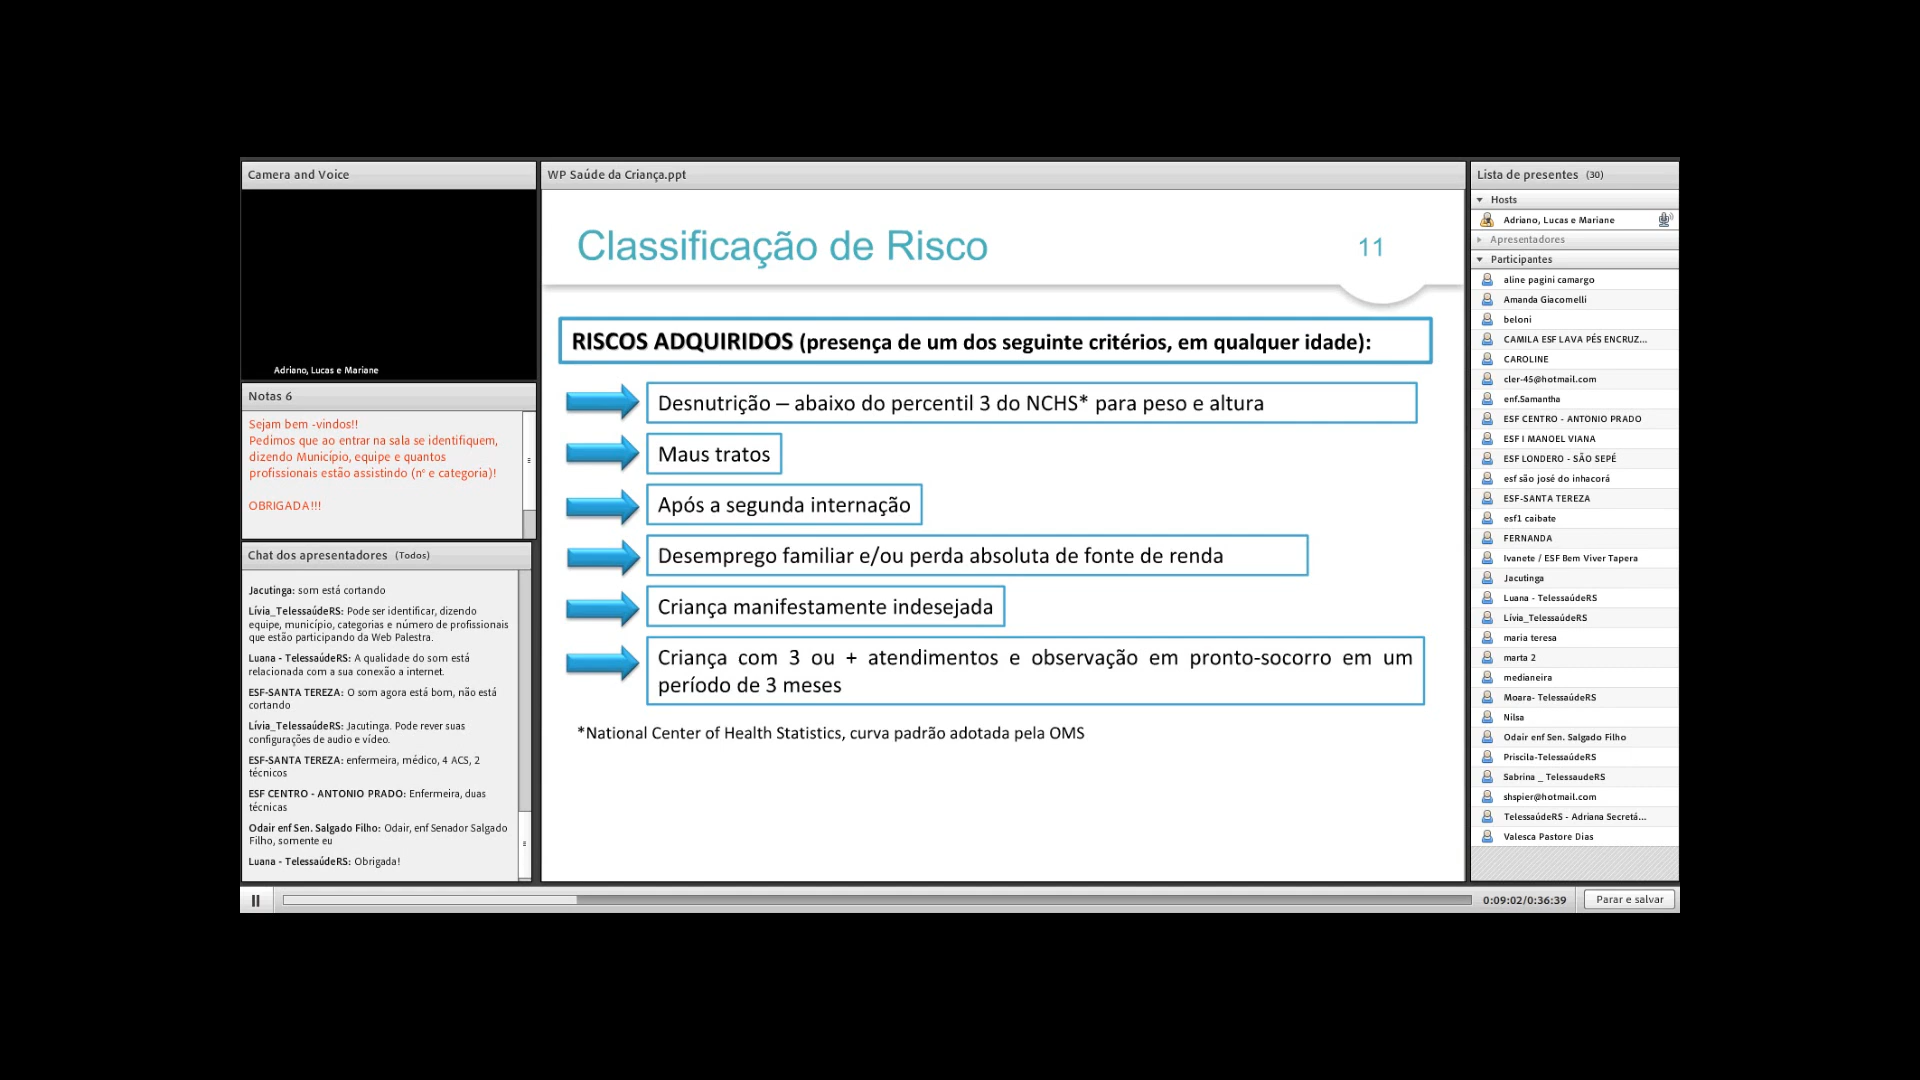 Camera and Voice
Adriano, Lucas e Mariane
Notas 6
Sejam bem -vindos!!
Pedimos que ao entrar na sala se identifiquem,
dizendo Município, equipe e quantos
profissionais estão assistindo (nº e categoria)!
OBRIGADA!!!
Chat dos apresentadores (Todos)
Jacutinga: som está cortando
Lívia_TelessaúdeRS: Pode ser identificar, dizendo
equipe, município, categorias e número de profissionais
que estão participando da Web Palestra.
Luana - TelessaúdeRS: A qualidade do som está
relacionada com a sua conexão a internet.
ESF-SANTA TEREZA: O som agora está bom, não está
cortando
Lívia_TelessaúdeRS: Jacutinga. Pode rever suas
configurações de audio e vídeo.
ESF-SANTA TEREZA: enfermeira, médico, 4 ACS, 2
técnicos
ESF CENTRO - ANTONIO PRADO: Enfermeira, duas
técnicas
Odair enf Sen. Salgado Filho: Odair, enf Senador Salgado
Filho, somente eu
Luana - TelessaúdeRS: Obrigada!
WP Saúde da Criança.ppt
Classificação de Risco
11
RISCOS ADQUIRIDOS (presença de um dos seguinte critérios, em qualquer idade):
Desnutrição – abaixo do percentil 3 do NCHS* para peso e altura
Maus tratos
Após a segunda internação
Desemprego familiar e/ou perda absoluta de fonte de renda
Criança manifestamente indesejada
Criança com 3 ou + atendimentos e observação em pronto-socorro em um
período de 3 meses
*National Center of Health Statistics, curva padrão adotada pela OMS
Lista de presentes (30)
Hosts
Adriano, Lucas e Mariane
Apresentadores
Participantes
aline pagini camargo
Amanda Giacomelli
beloni
CAMILA ESF LAVA PÉS ENCRUZ...
CAROLINE
cler-45@hotmail.com
enf.Samantha
ESF CENTRO - ANTONIO PRADO
ESF I MANOEL VIANA
ESF LONDERO - SÃO SEPÉ
esf são josé do inhacorá
ESF-SANTA TEREZA
esf1 caibate
FERNANDA
Ivanete / ESF Bem Viver Tapera
Jacutinga
Luana - TelessaúdeRS
Lívia_TelessaúdeRS
maria teresa
marta 2
medianeira
Moara- TelessaúdeRS
Nilsa
Odair enf Sen. Salgado Filho
Priscila-TelessaúdeRS
Sabrina _ TelessaudeRS
shspier@hotmail.com
TelessaúdeRS - Adriana Secretá...
Valesca Pastore Dias
0:09:02/0:36:39
Parar e salvar